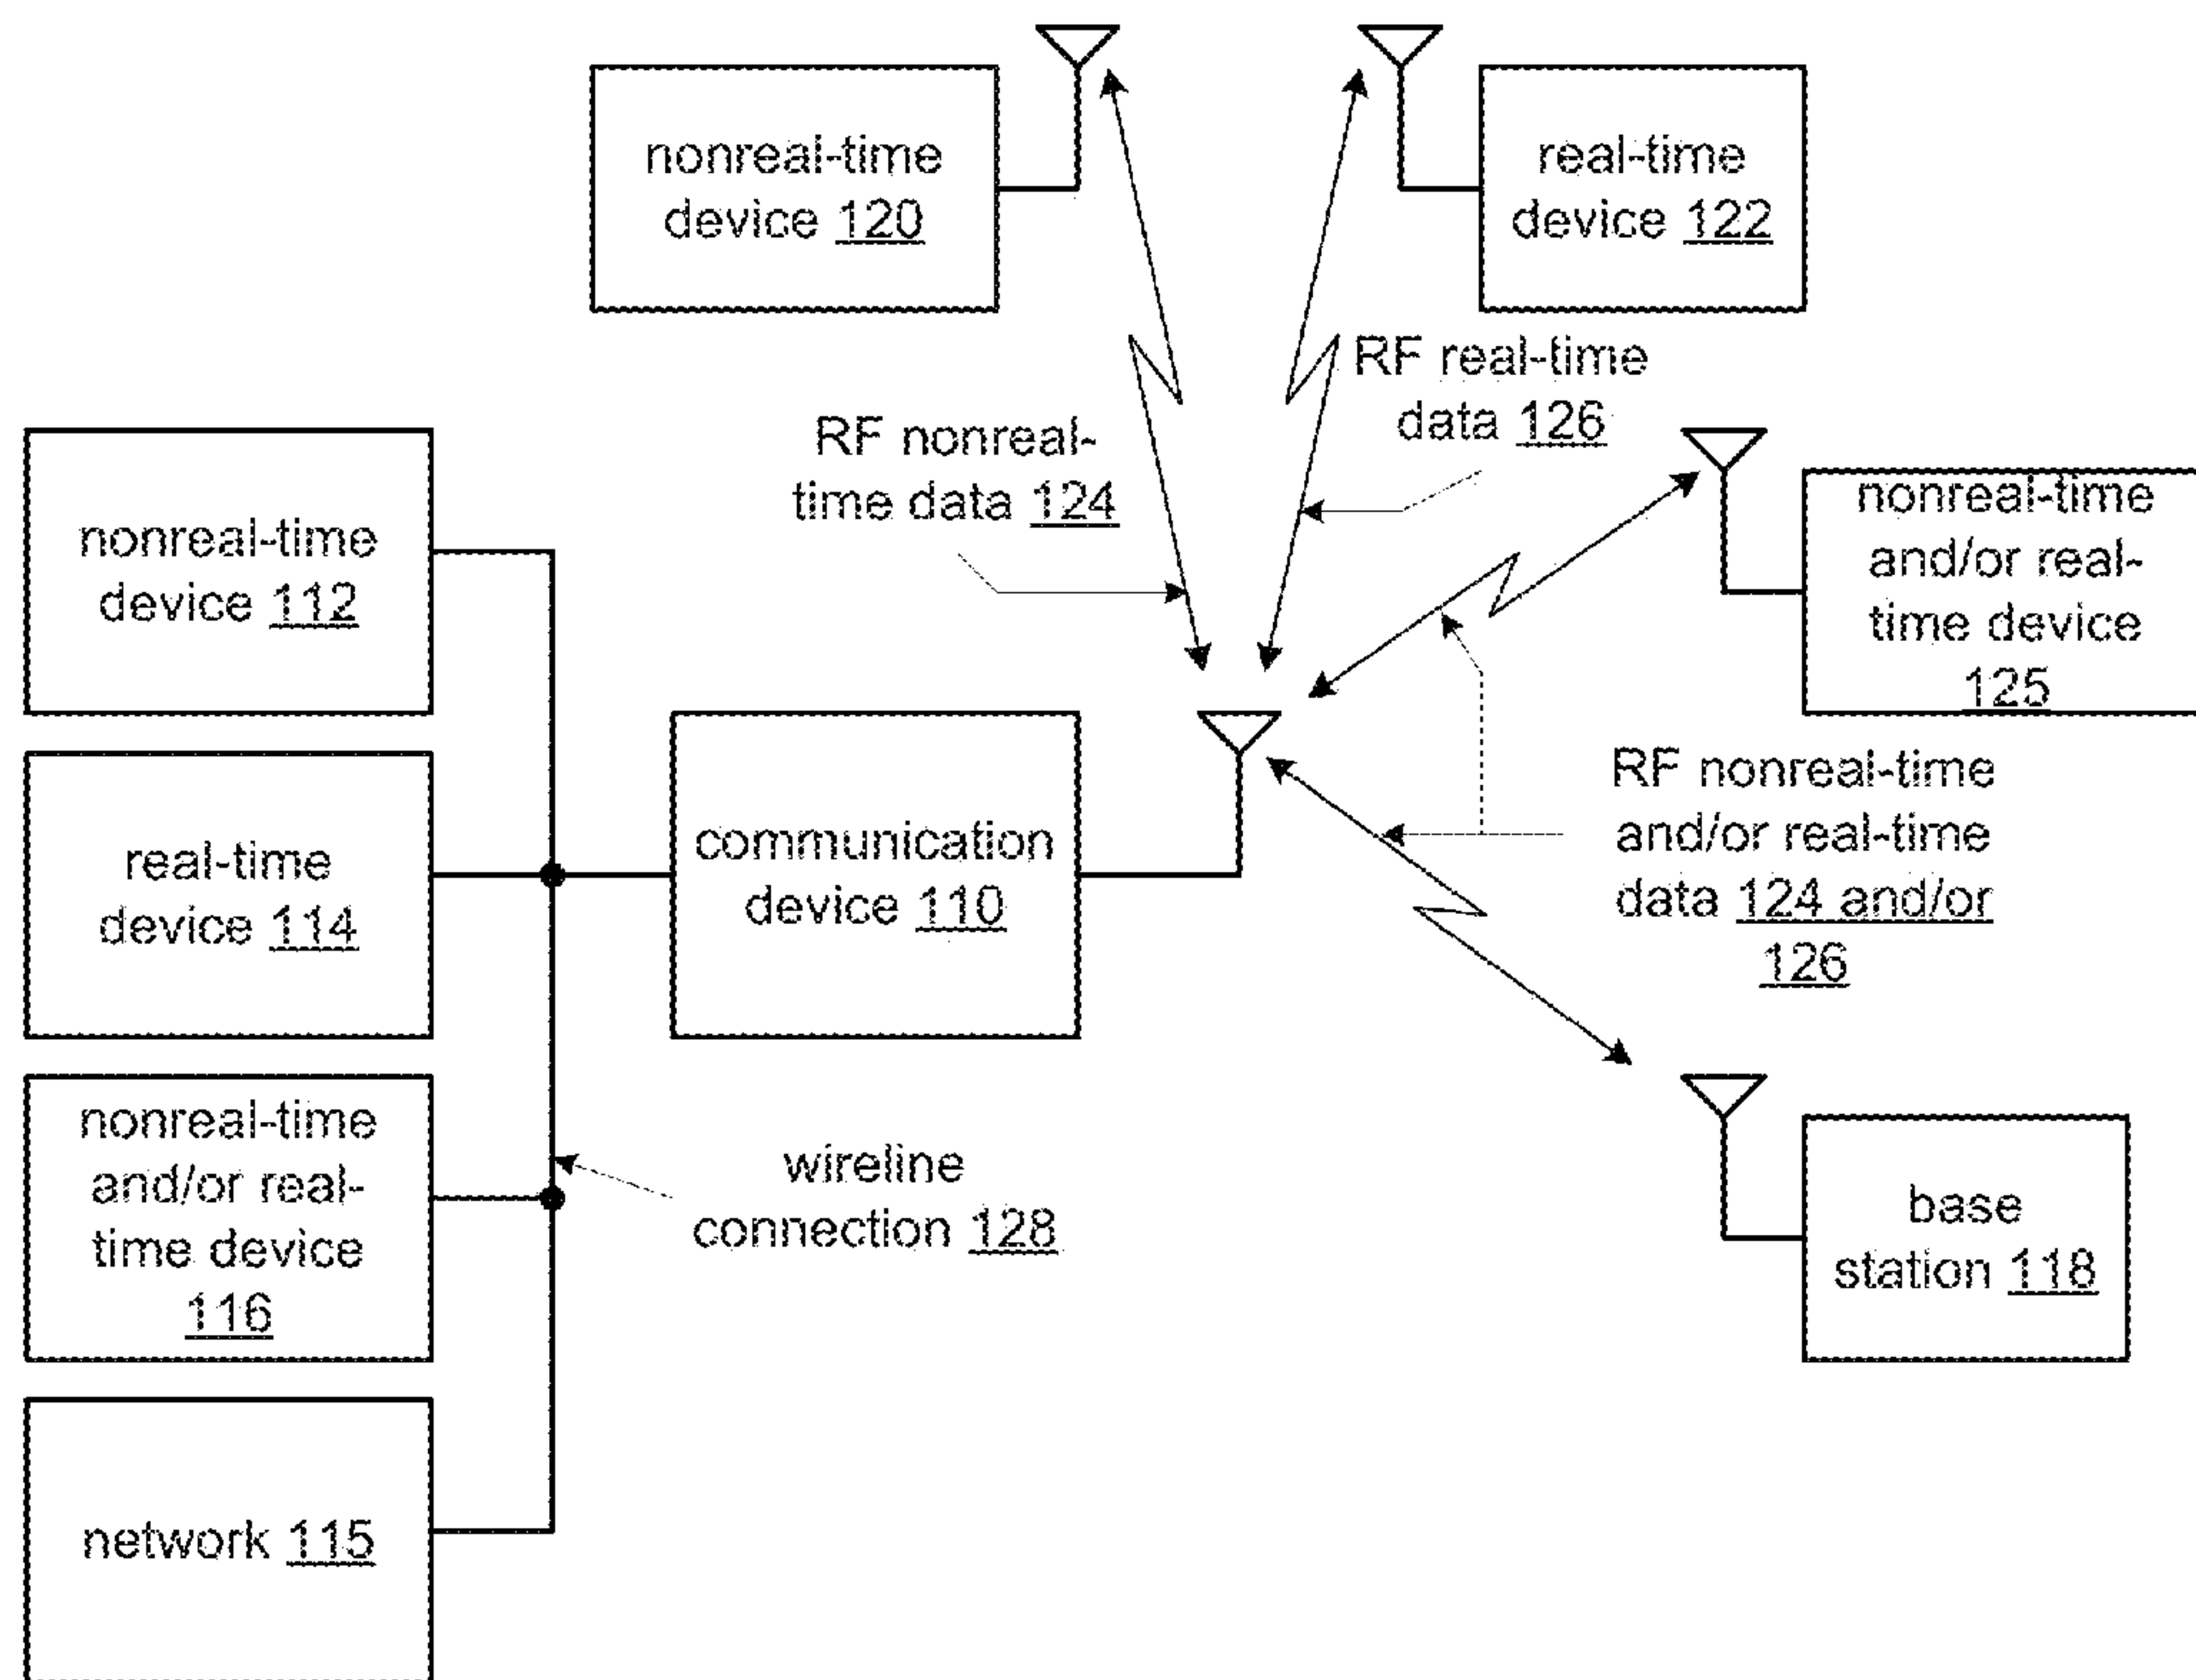 nonreal-time
device 120
real-time
device 122
RF real-time
data 126
RF nonreal-
time data 124
nonreal-time
device 112
nonreal-time
and/or real-
time device
125
real-time
device 114
communication
device 110
RF nonreal-time
and/or real-time
data 124 and/or
126
nonreal-time
and/or real-
time device
116
wireline
connection 128
base
station 118
network 115